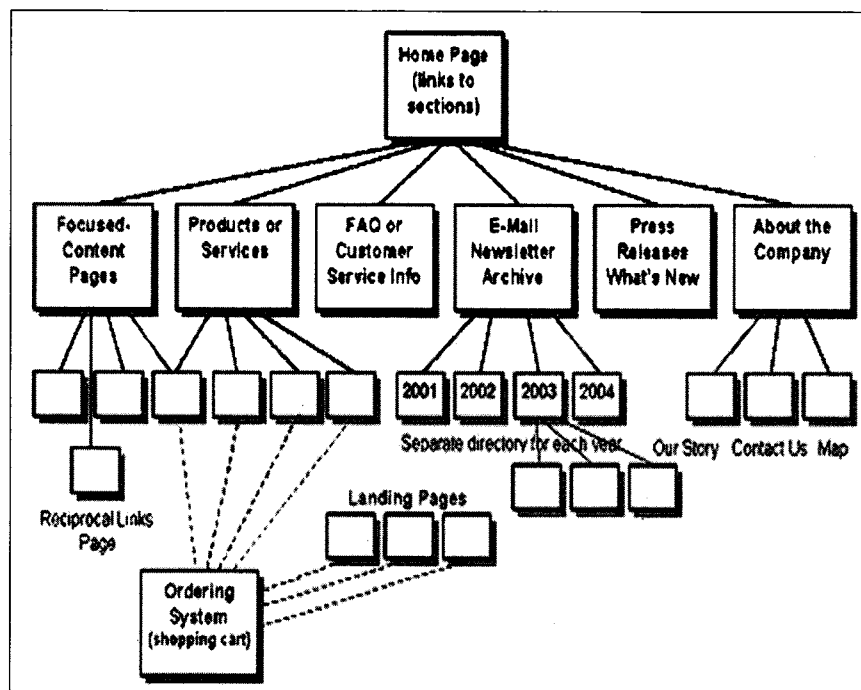 Home Page
(links to
sections)
Focused-
Content
Pages
Products or
Services
FAQ or
Customer
Service Info
E-Mail
Newsletter
Archive
Press
Releases
What's New
About the
Company
2001
2002
2003
2004
Separate directory for each year
Our Story
Contact Us
Map
Reciprocal Links
Page
Landing Pages
Ordering
System
(shopping cart)